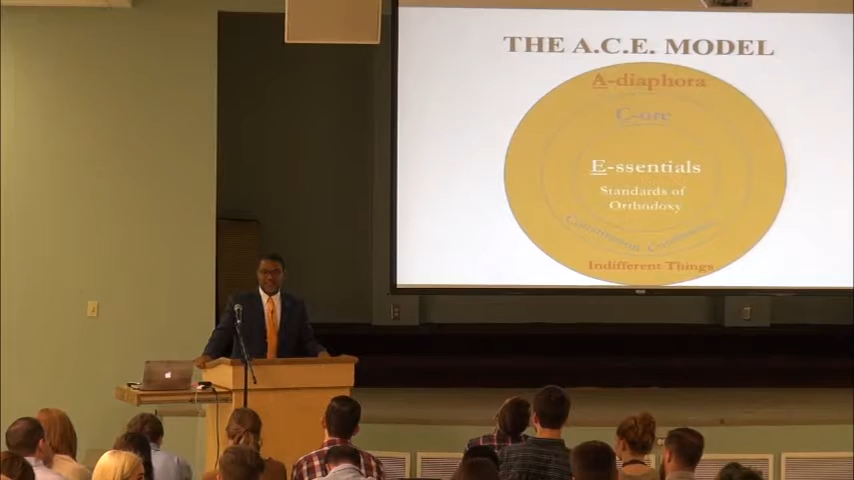 THE A.C.E. MODEL
A-diaphora
C-ore
E-ssentials
Standards of
Orthodoxy
Indifferent Things